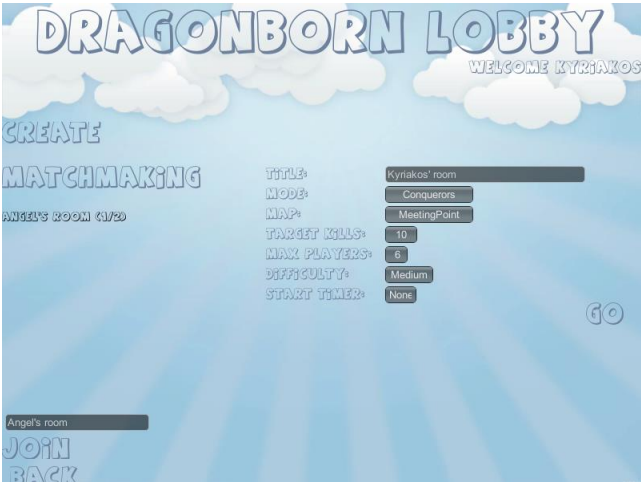 DRAGONBORN LOBBY
WELCOME KYRIAKOS
CREATE
MATCHMAKING
ANGEL'S ROOM (1/2)
TITLE: Kyriakos' room
MODE: Conquerors
MAP: MeetingPoint
TARGET KILLS: 10
MAX PLAYERS: 6
DIFFICULTY: Medium
START TIMER: None
GO
Angel's room
JOIN
BACK